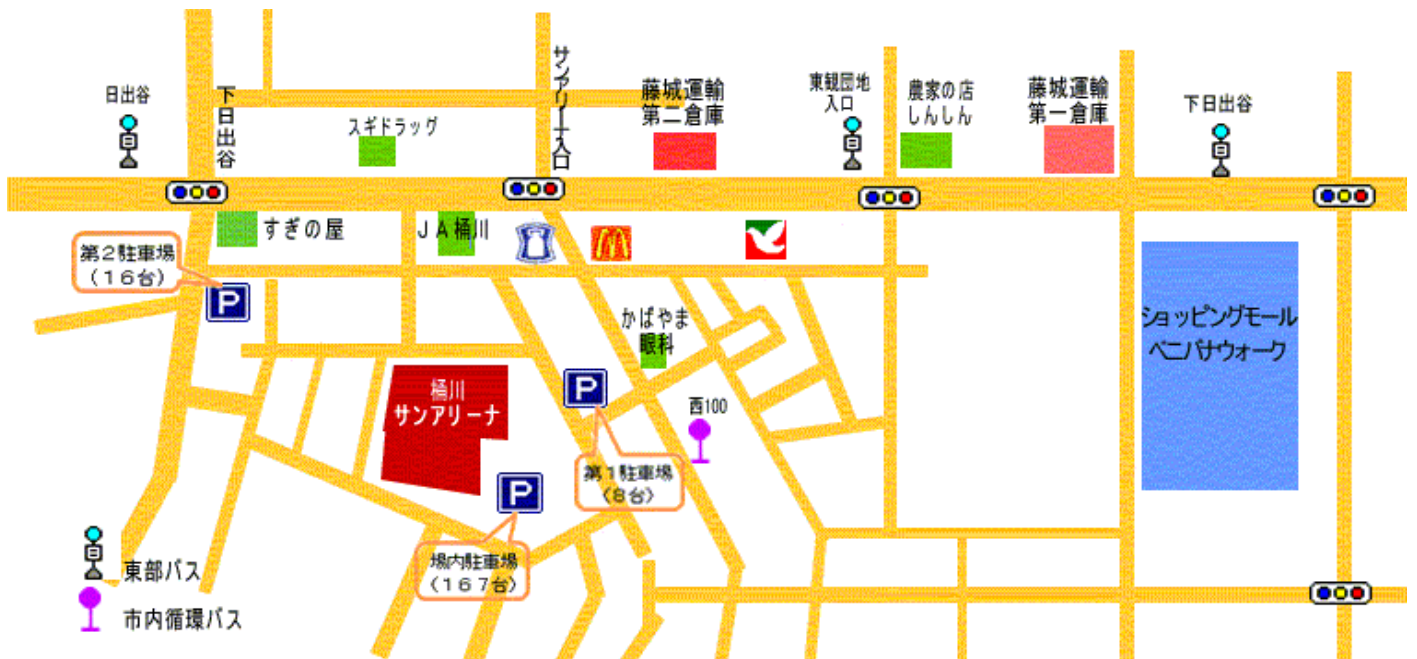 日出谷
下日出谷
スギドラッグ
サンアリーナ入口
藤城運輸
第二倉庫
東観団地
入口
農家の店
しんしん
藤城運輸
第一倉庫
下日出谷
すぎの屋
ＪＡ桶川
第２駐車場
（１６台）
P
かばやま
眼科
ショッピングモール
ベニバナウォーク
桶川
サンアリーナ
P
西100
第１駐車場
（８台）
P
場内駐車場
（１６７台）
東部バス
市内循環バス